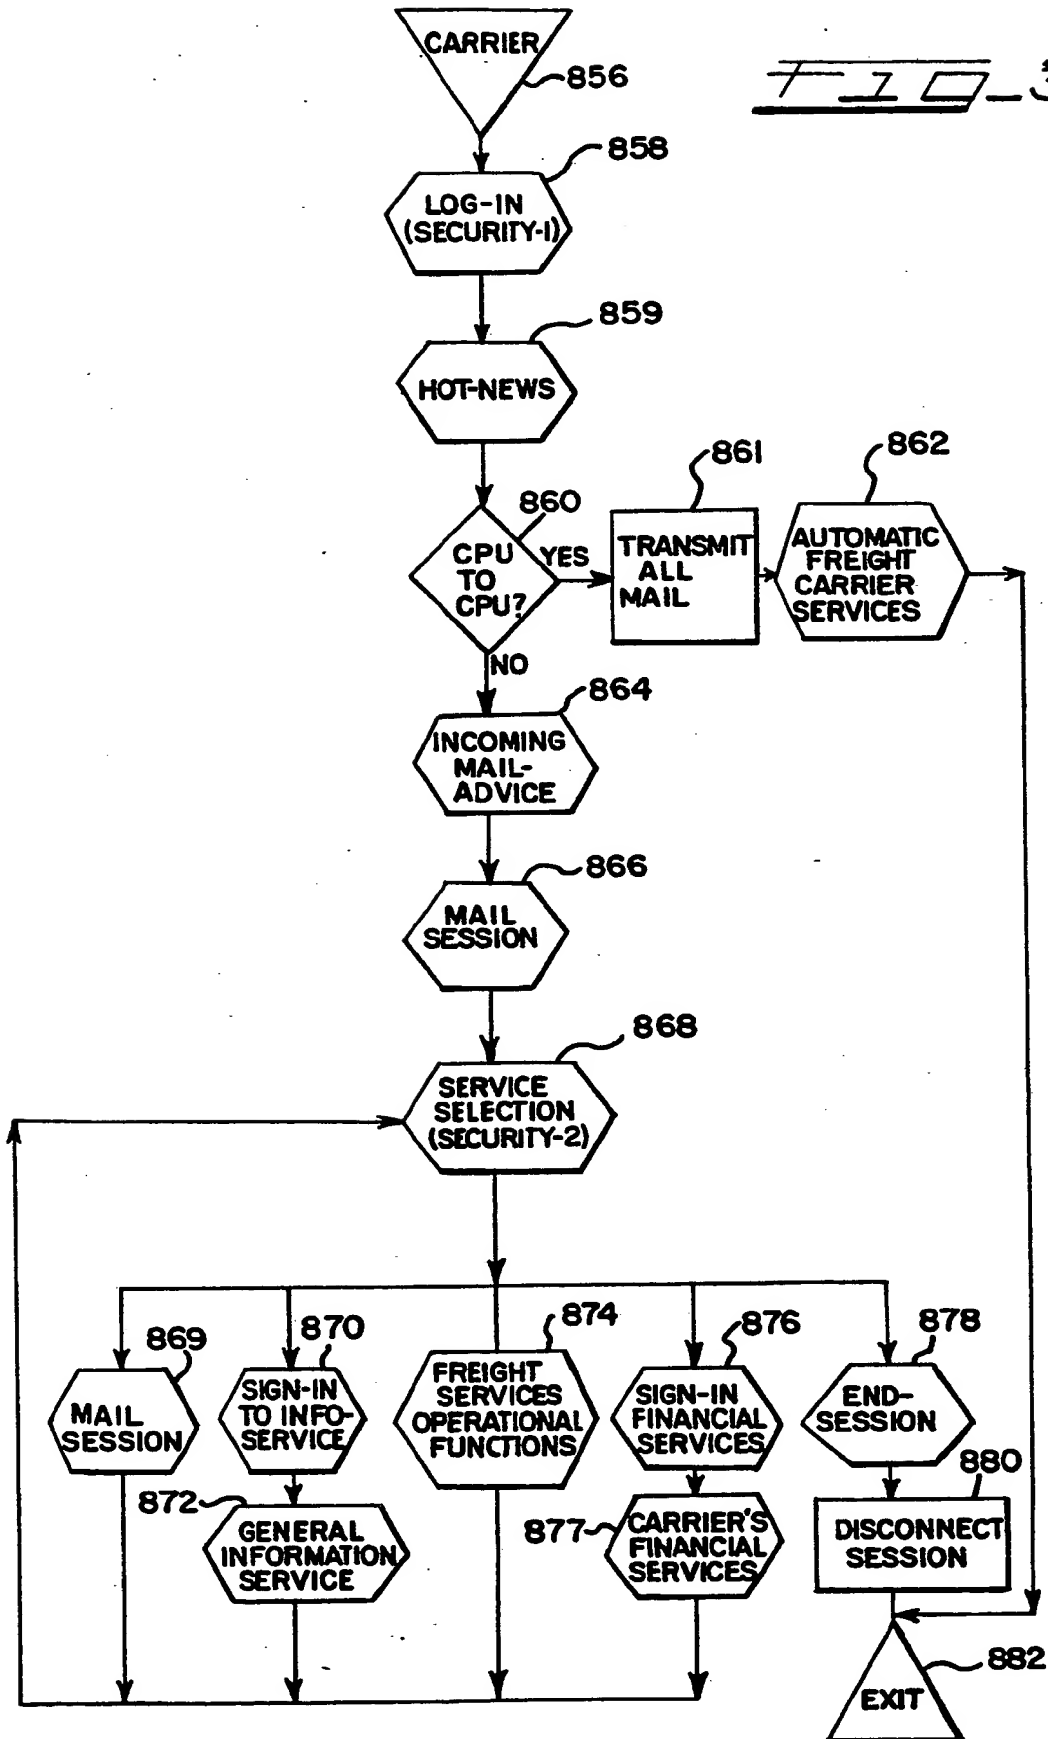 CARRIER
856
FIG_3
858
LOG-IN
(SECURITY-1)
859
HOT-NEWS
860
CPU
TO
CPU?
YES
861
TRANSMIT
ALL
MAIL
862
AUTOMATIC
FREIGHT
CARRIER
SERVICES
NO
864
INCOMING
MAIL-
ADVICE
866
MAIL
SESSION
868
SERVICE
SELECTION
(SECURITY-2)
869
MAIL
SESSION
870
SIGN-IN
TO INFO-
SERVICE
872
GENERAL
INFORMATION
SERVICE
874
FREIGHT
SERVICES
OPERATIONAL
FUNCTIONS
876
SIGN-IN
FINANCIAL
SERVICES
877
CARRIER'S
FINANCIAL
SERVICES
878
END-
SESSION
880
DISCONNECT
SESSION
882
EXIT